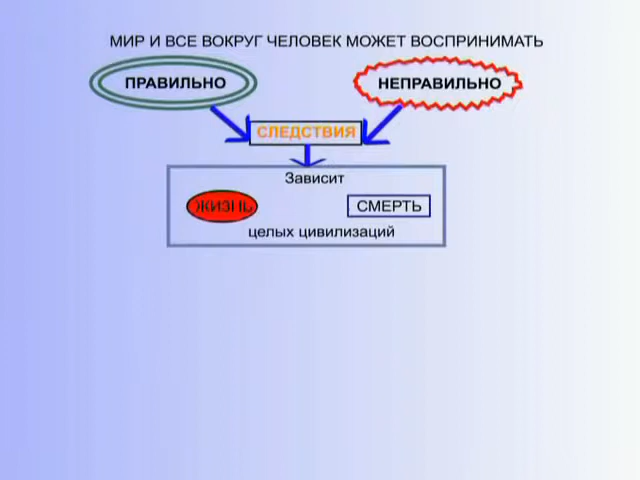 МИР И ВСЕ ВОКРУГ ЧЕЛОВЕК МОЖЕТ ВОСПРИНИМАТЬ
ПРАВИЛЬНО
НЕПРАВИЛЬНО
СЛЕДСТВИЯ
Зависит
ЖИЗНЬ
СМЕРТЬ
целых цивилизаций